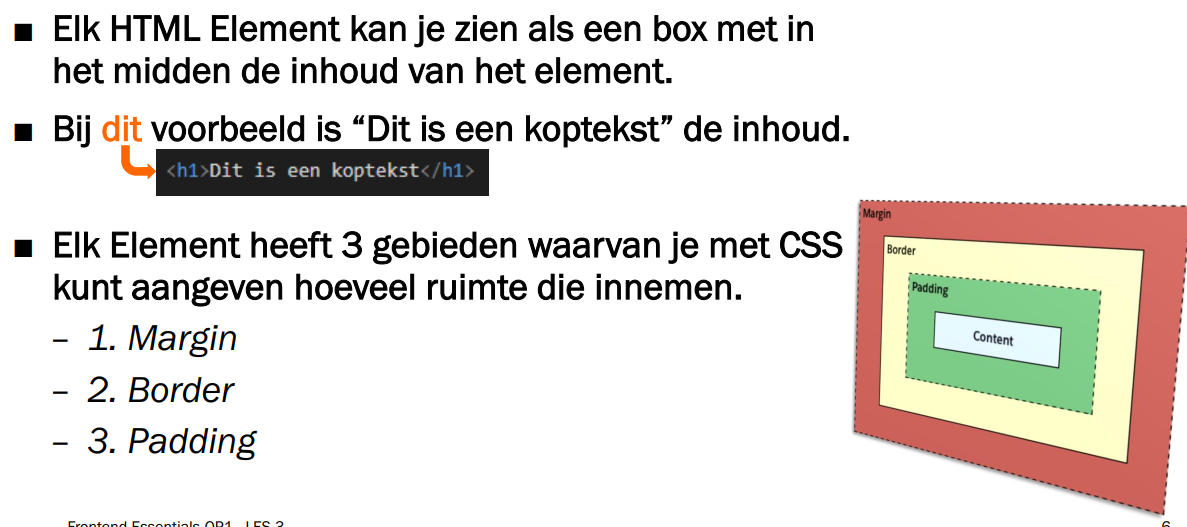 ■ Elk HTML Element kan je zien als een box met in
het midden de inhoud van het element.
■ Bij dit voorbeeld is “Dit is een koptekst” de inhoud.
<h1>Dit is een koptekst</h1>
■ Elk Element heeft 3 gebieden waarvan je met CSS
kunt aangeven hoeveel ruimte die innemen.
– 1. Margin
– 2. Border
– 3. Padding
Margin
Border
Padding
Content
Frontend Essentials OP1 - LES 3
6